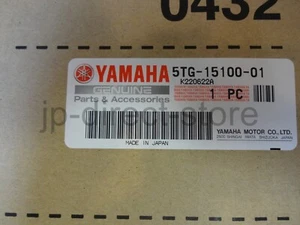 0432
YAMAHA
5TG-15100-01
K220622A
GENUINE
Parts & Accessories
1 PC
YAMAHA MOTOR CO., LTD.
MADE IN JAPAN
jp-direct-store